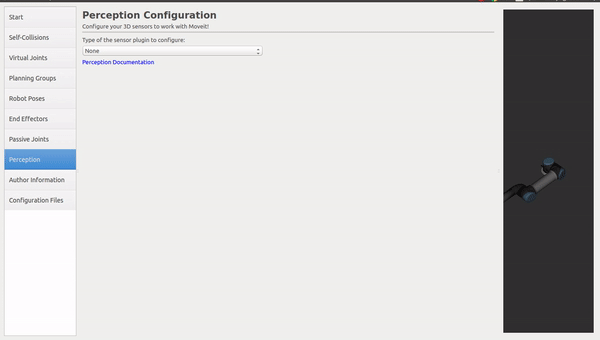 Start
Self-Collisions
Virtual Joints
Planning Groups
Robot Poses
End Effectors
Passive Joints
Perception
Author Information
Configuration Files
Perception Configuration
Configure your 3D sensors to work with Moveit!
Type of the sensor plugin to configure:
None
Perception Documentation